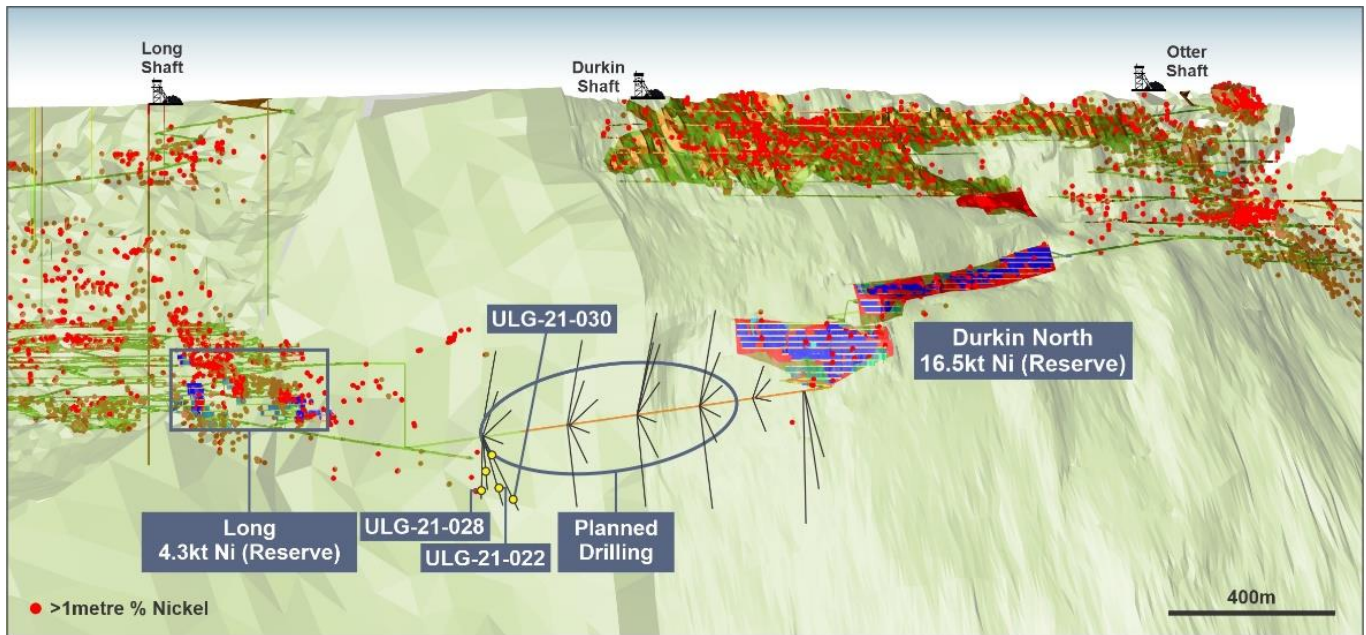 Long
Shaft
Durkin
Shaft
Otter
Shaft
ULG-21-030
Durkin North
16.5kt Ni (Reserve)
Long
4.3kt Ni (Reserve)
ULG-21-028
ULG-21-022
Planned
Drilling
>1metre % Nickel
400m